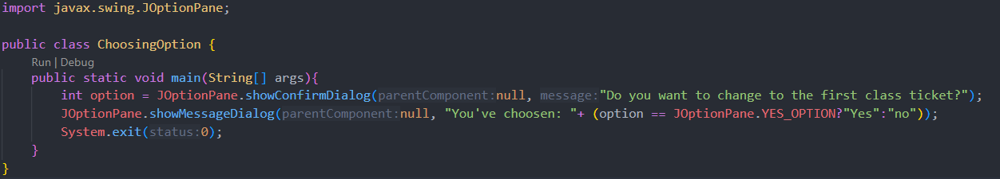 import javax.swing.JOptionPane;
public class ChoosingOption {
Run | Debug
public static void main(String[] args){
int option = JOptionPane.showConfirmDialog(parentComponent:null, message:"Do you want to change to the first class ticket?");
JOptionPane.showMessageDialog(parentComponent:null, "You've choosen: "+ (option == JOptionPane.YES_OPTION?"Yes":"no"));
System.exit(status:0);
}
}